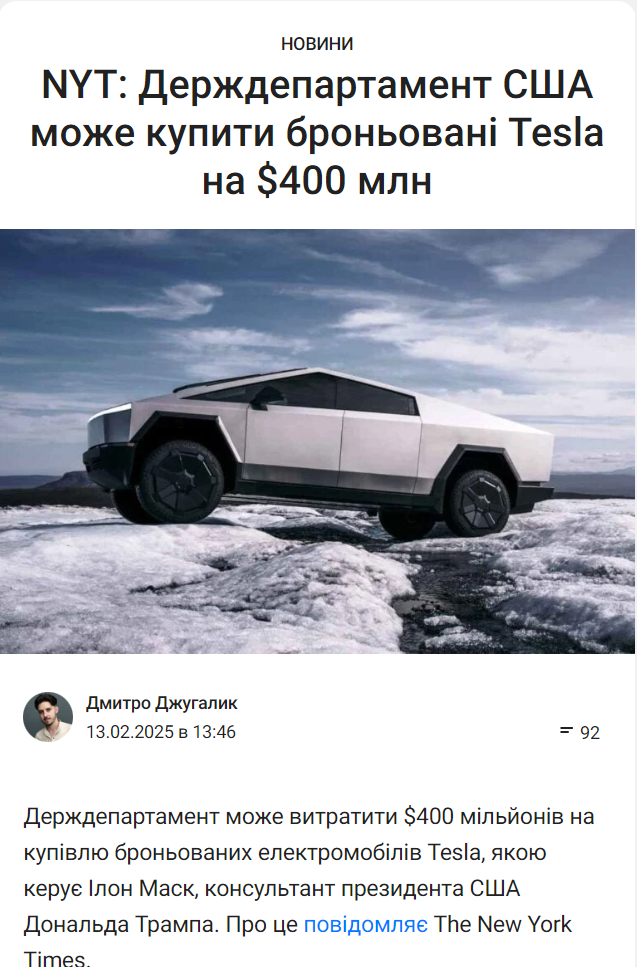 НОВИНИ
NYT: Держдепартамент США
може купити броньовані Tesla
на $400 млн
Дмитро Джугалик
13.02.2025 в 13:46
92
Держдепартамент може витратити $400 мільйонів на
купівлю броньованих електромобілів Tesla, якою
керує Ілон Маск, консультант президента США
Дональда Трампа. Про це повідомляє The New York
Times.